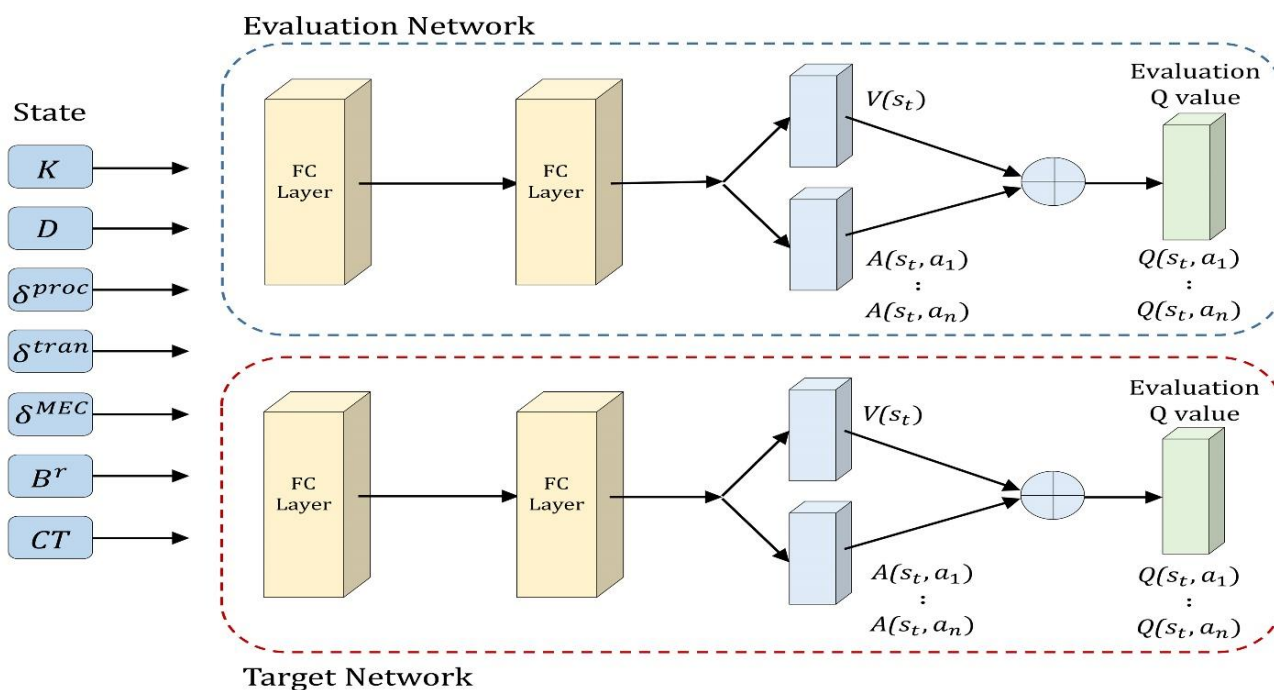 Evaluation Network
State
K
D
δ^{proc}
δ^{tran}
δ^{MEC}
B^r
CT
FC
Layer
FC
Layer
V(s_t)
A(s_t, a_1)
:
A(s_t, a_n)
Evaluation
Q value
Q(s_t, a_1)
:
Q(s_t, a_n)
FC
Layer
FC
Layer
V(s_t)
A(s_t, a_1)
:
A(s_t, a_n)
Evaluation
Q value
Q(s_t, a_1)
:
Q(s_t, a_n)
Target Network